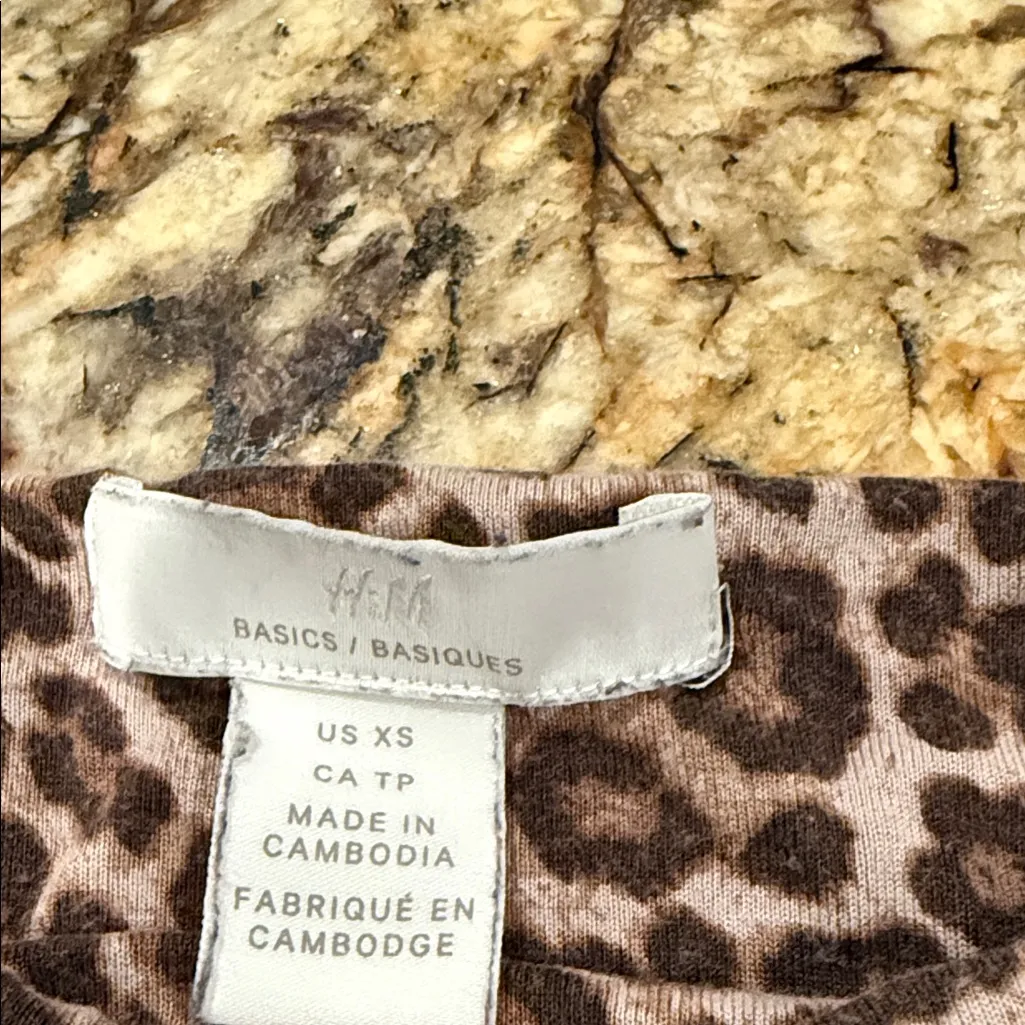 H&M
BASICS / BASIQUES
US XS
CA TP
MADE IN
CAMBODIA
FABRIQUÉ EN
CAMBODGE